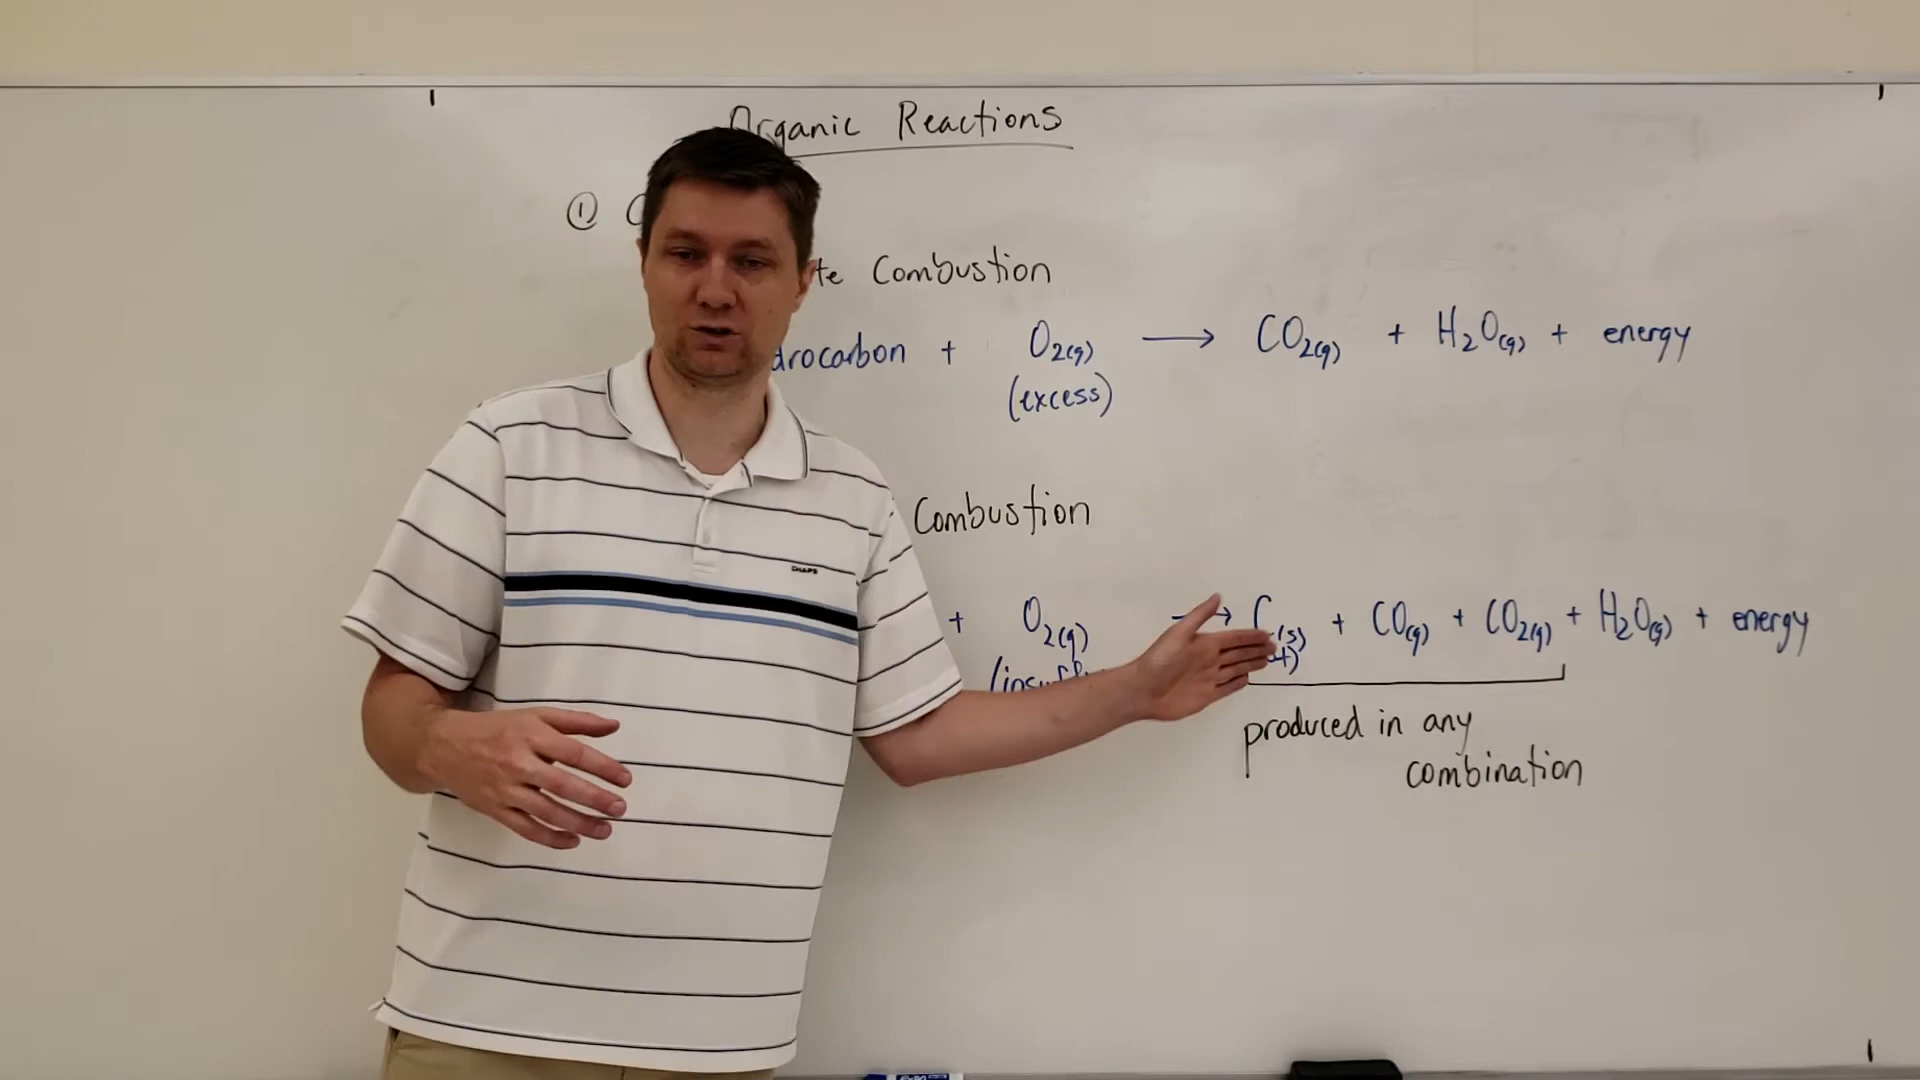 Organic Reactions
① C
te Combustion
drocarbon + O₂(g) → CO₂(g) + H₂O(g) + energy
(excess)
Combustion
+ O₂(g) → C(s) + CO(g) + CO₂(g) + H₂O(g) + energy
produced in any
combination
CHAPS